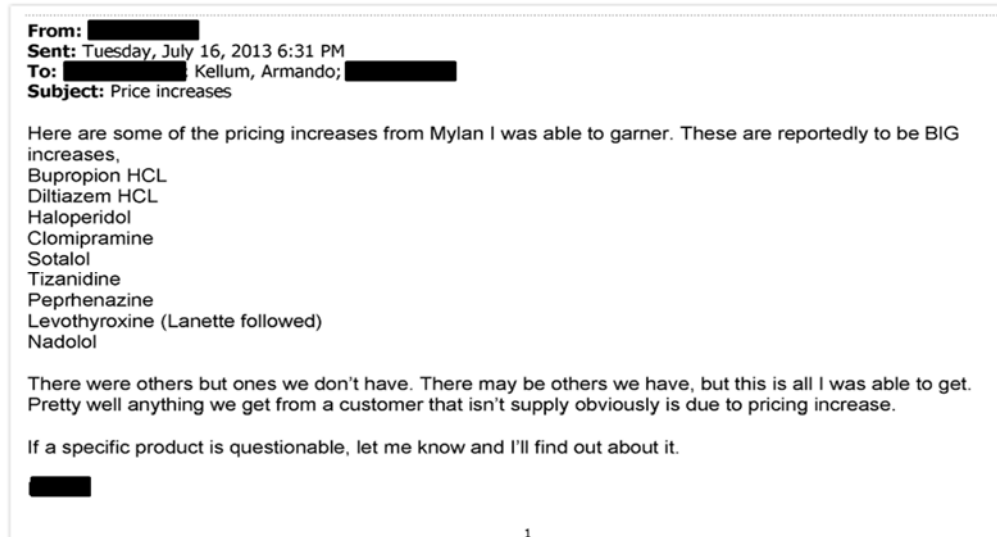 From:
Sent: Tuesday, July 16, 2013 6:31 PM
To: ; Kellum, Armando;
Subject: Price increases
Here are some of the pricing increases from Mylan I was able to garner. These are reportedly to be BIG
increases,
Bupropion HCL
Diltiazem HCL
Haloperidol
Clomipramine
Sotalol
Tizanidine
Peprhenazine
Levothyroxine (Lanette followed)
Nadolol
There were others but ones we don't have. There may be others we have, but this is all I was able to get.
Pretty well anything we get from a customer that isn't supply obviously is due to pricing increase.
If a specific product is questionable, let me know and I'll find out about it.
1